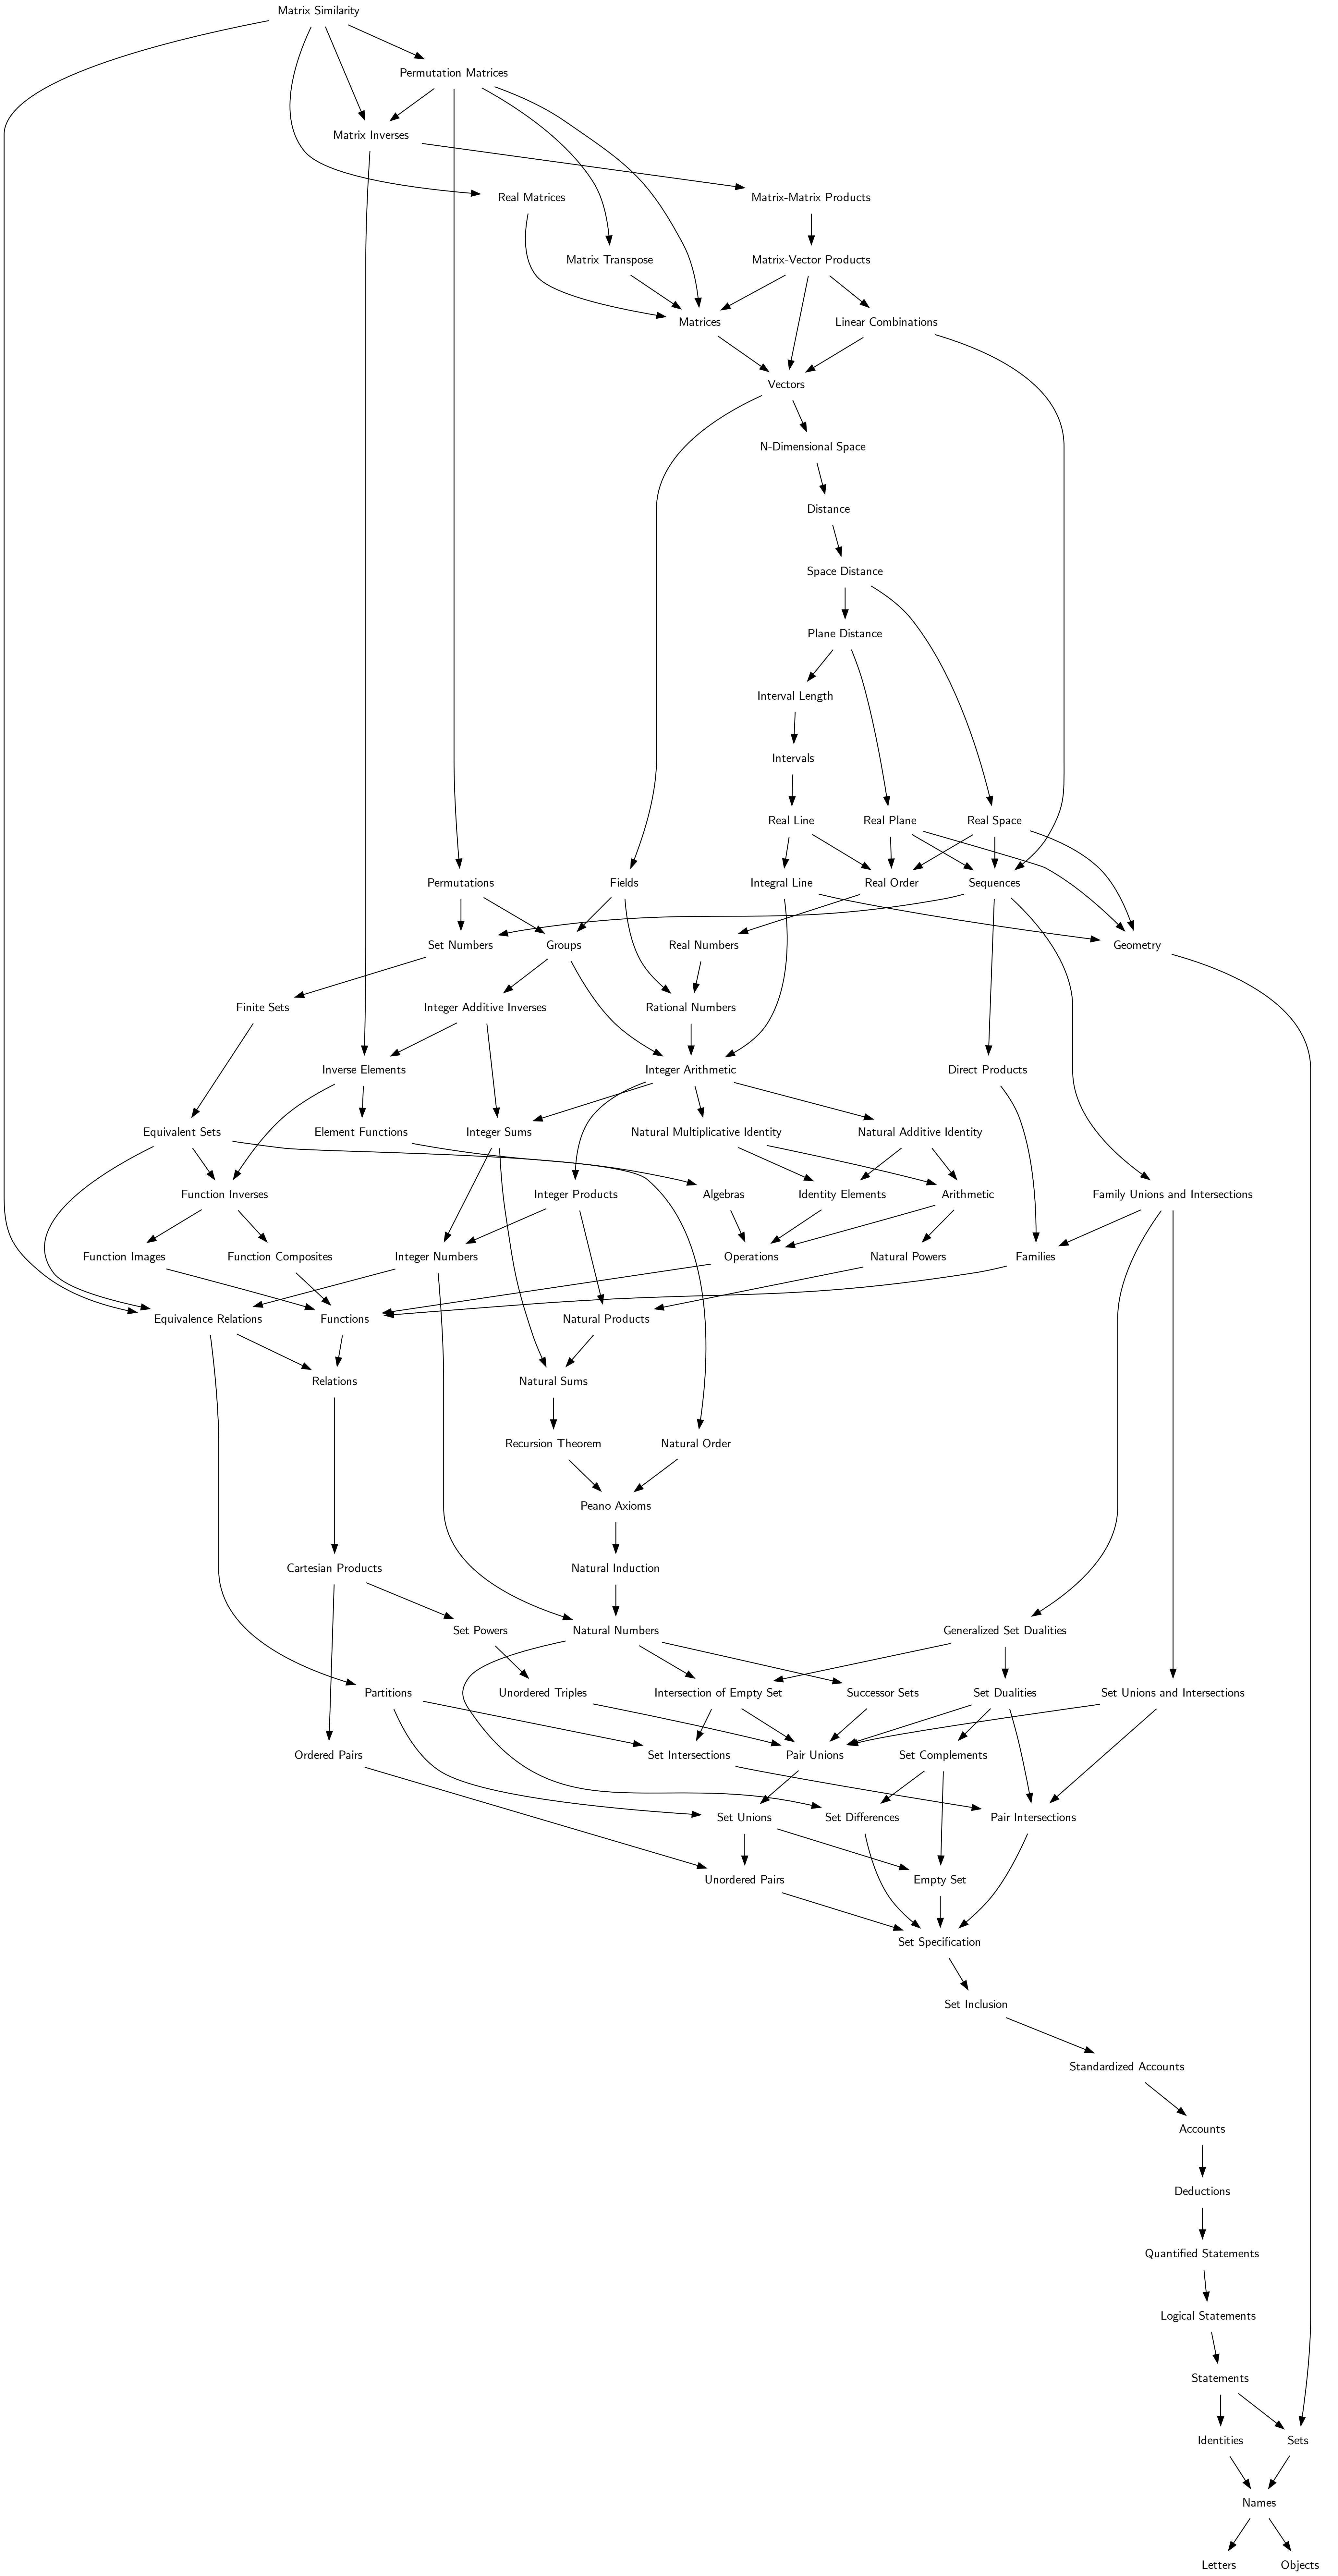 Matrix Similarity
Permutation Matrices
Matrix Inverses
Real Matrices
Matrix-Matrix Products
Matrix Transpose
Matrix-Vector Products
Matrices
Linear Combinations
Vectors
N-Dimensional Space
Distance
Space Distance
Plane Distance
Interval Length
Intervals
Real Line
Real Plane
Real Space
Permutations
Fields
Integral Line
Real Order
Sequences
Set Numbers
Groups
Real Numbers
Geometry
Finite Sets
Integer Additive Inverses
Rational Numbers
Inverse Elements
Integer Arithmetic
Direct Products
Equivalent Sets
Element Functions
Integer Sums
Natural Multiplicative Identity
Natural Additive Identity
Function Inverses
Integer Products
Algebras
Identity Elements
Arithmetic
Family Unions and Intersections
Function Images
Function Composites
Integer Numbers
Operations
Natural Powers
Families
Equivalence Relations
Functions
Natural Products
Relations
Natural Sums
Recursion Theorem
Natural Order
Peano Axioms
Cartesian Products
Natural Induction
Set Powers
Natural Numbers
Generalized Set Dualities
Partitions
Unordered Triples
Intersection of Empty Set
Successor Sets
Set Dualities
Set Unions and Intersections
Ordered Pairs
Set Intersections
Pair Unions
Set Complements
Set Unions
Set Differences
Pair Intersections
Unordered Pairs
Empty Set
Set Specification
Set Inclusion
Standardized Accounts
Accounts
Deductions
Quantified Statements
Logical Statements
Statements
Identities
Sets
Names
Letters
Objects